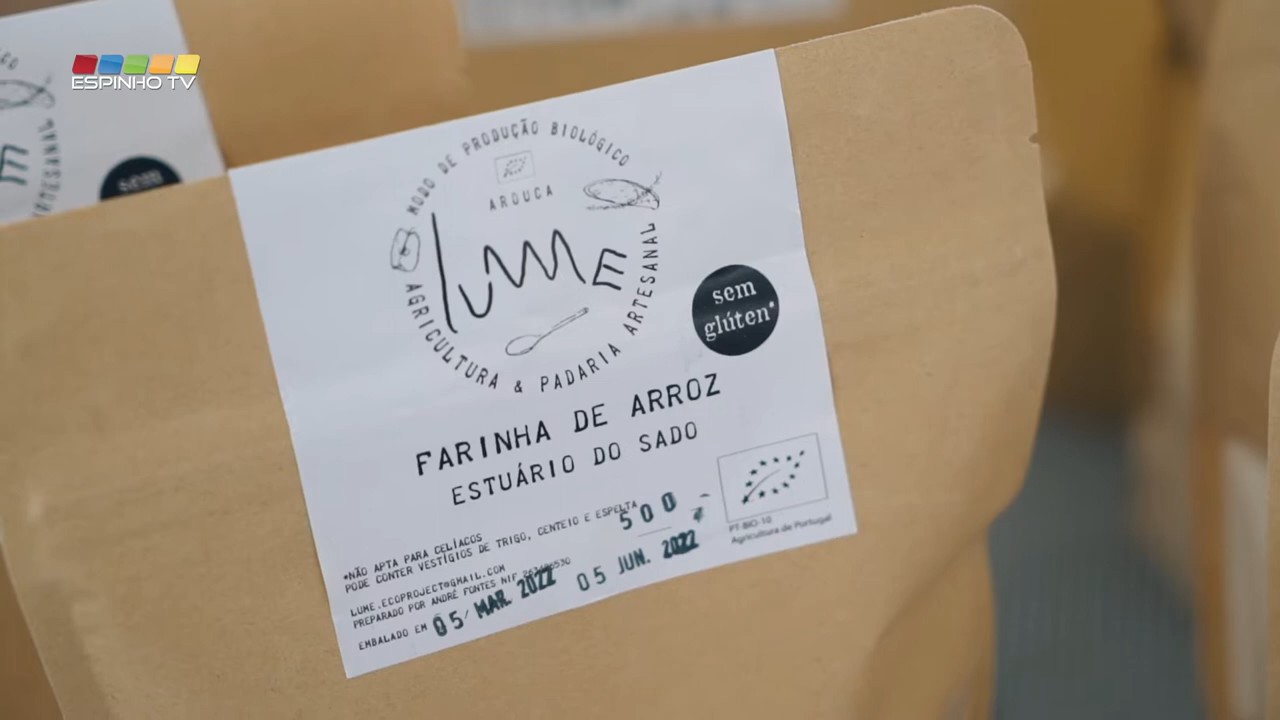 ESPINHO TV
MODO DE PRODUÇÃO BIOLÓGICO
AROUCA
lume
AGRICULTURA & PADARIA ARTESANAL
sem
glúten*
FARINHA DE ARROZ
ESTUÁRIO DO SADO
500
*NÃO APTA PARA CELÍACOS
PODE CONTER VESTÍGIOS DE TRIGO, CENTEIO E ESPELTA
LUME.ECOPROJECT@GMAIL.COM
PREPARADO POR ANDRÉ FONTES NIF
EMBALADO EM 05 MAR. 2022 05 JUN. 2022
PT-BIO-10
Agricultura de Portugal
sem